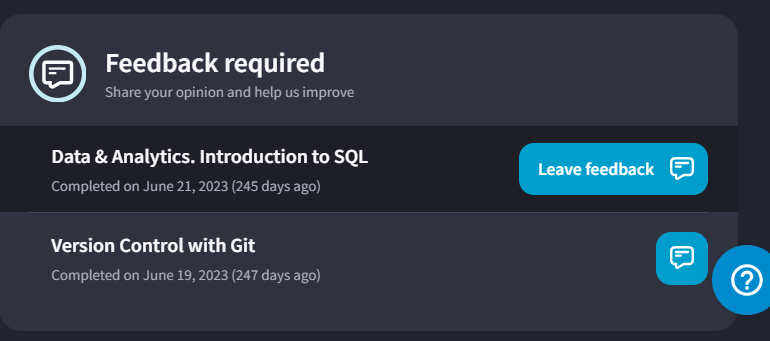 Feedback required
Share your opinion and help us improve
Data & Analytics. Introduction to SQL
Completed on June 21, 2023 (245 days ago)
Leave feedback
Version Control with Git
Completed on June 19, 2023 (247 days ago)
?